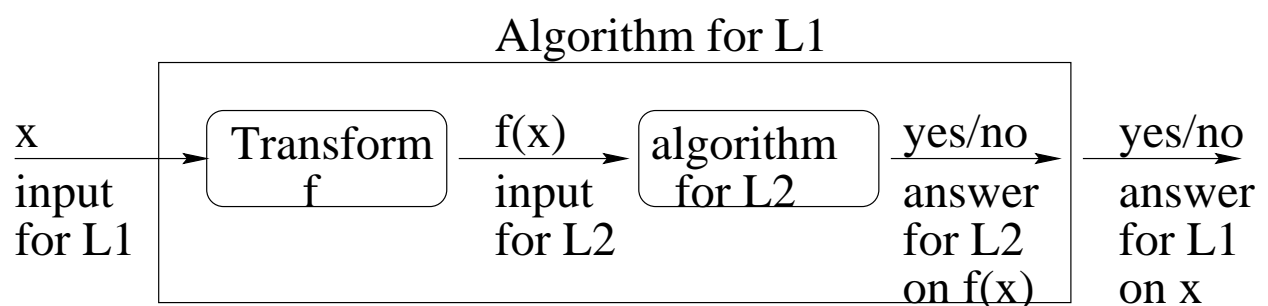 Algorithm for L1
x
input
for L1
Transform
f
f(x)
input
for L2
algorithm
for L2
yes/no
answer
for L2
on f(x)
yes/no
answer
for L1
on x